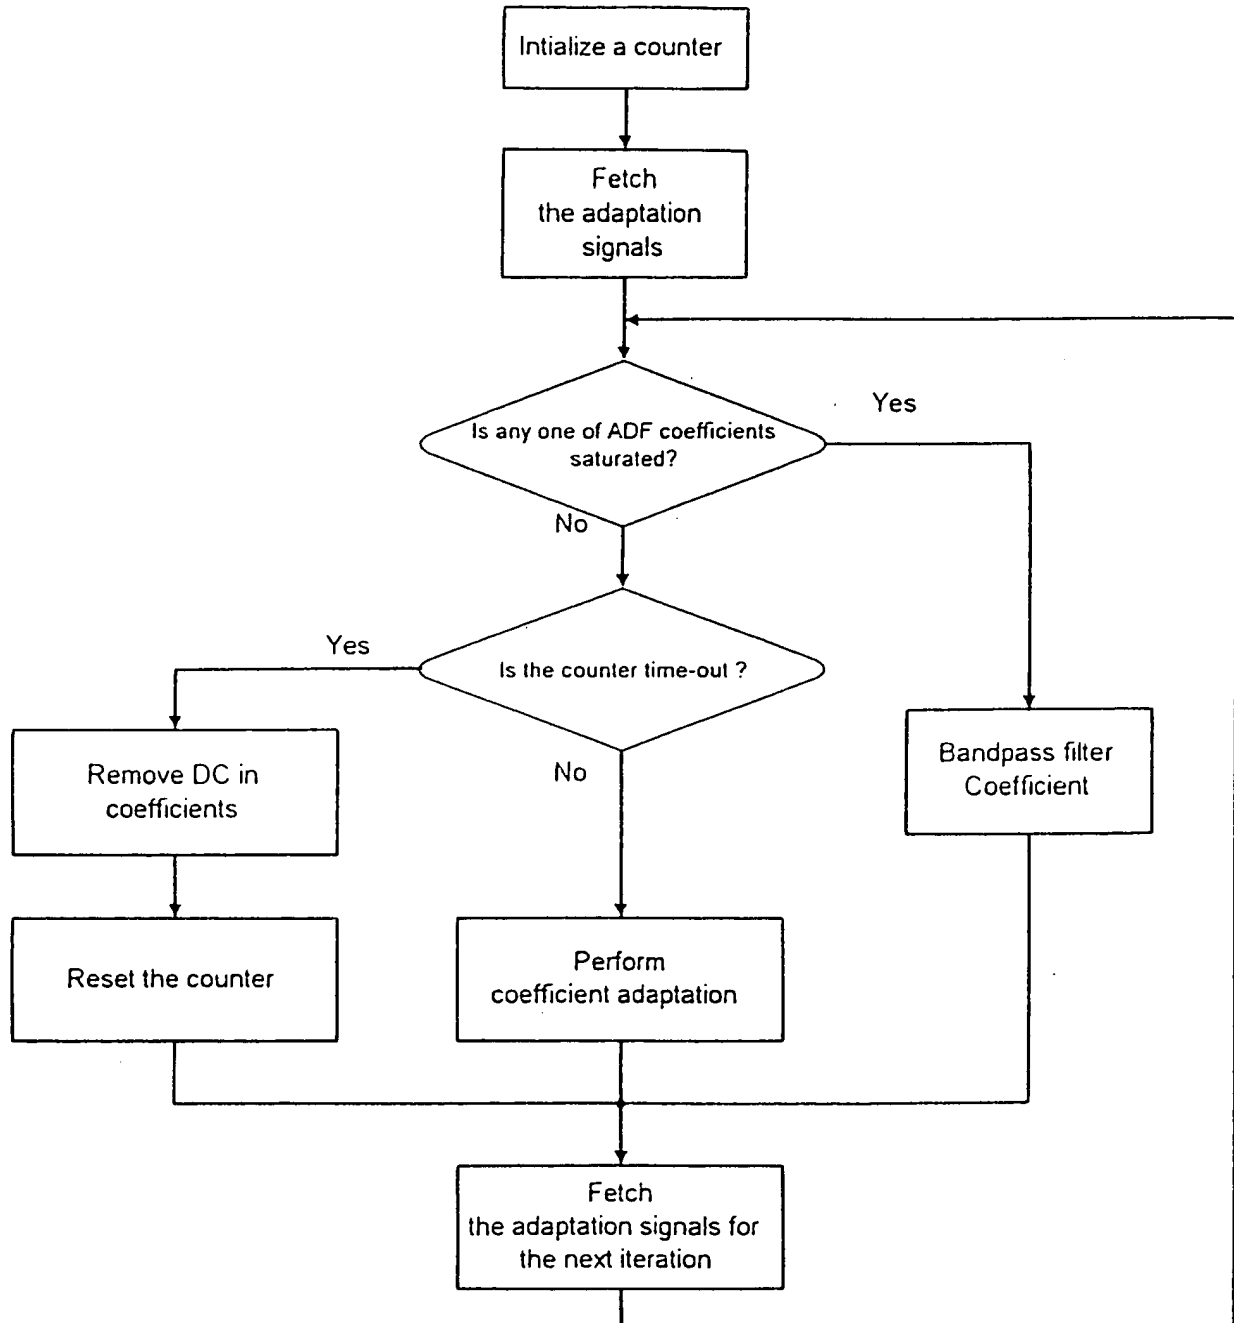 Intialize a counter
Fetch
the adaptation
signals
Yes
Is any one of ADF coefficients
saturated?
No
Yes
Is the counter time-out ?
No
Remove DC in
coefficients
Bandpass filter
Coefficient
Reset the counter
Perform
coefficient adaptation
Fetch
the adaptation signals for
the next iteration